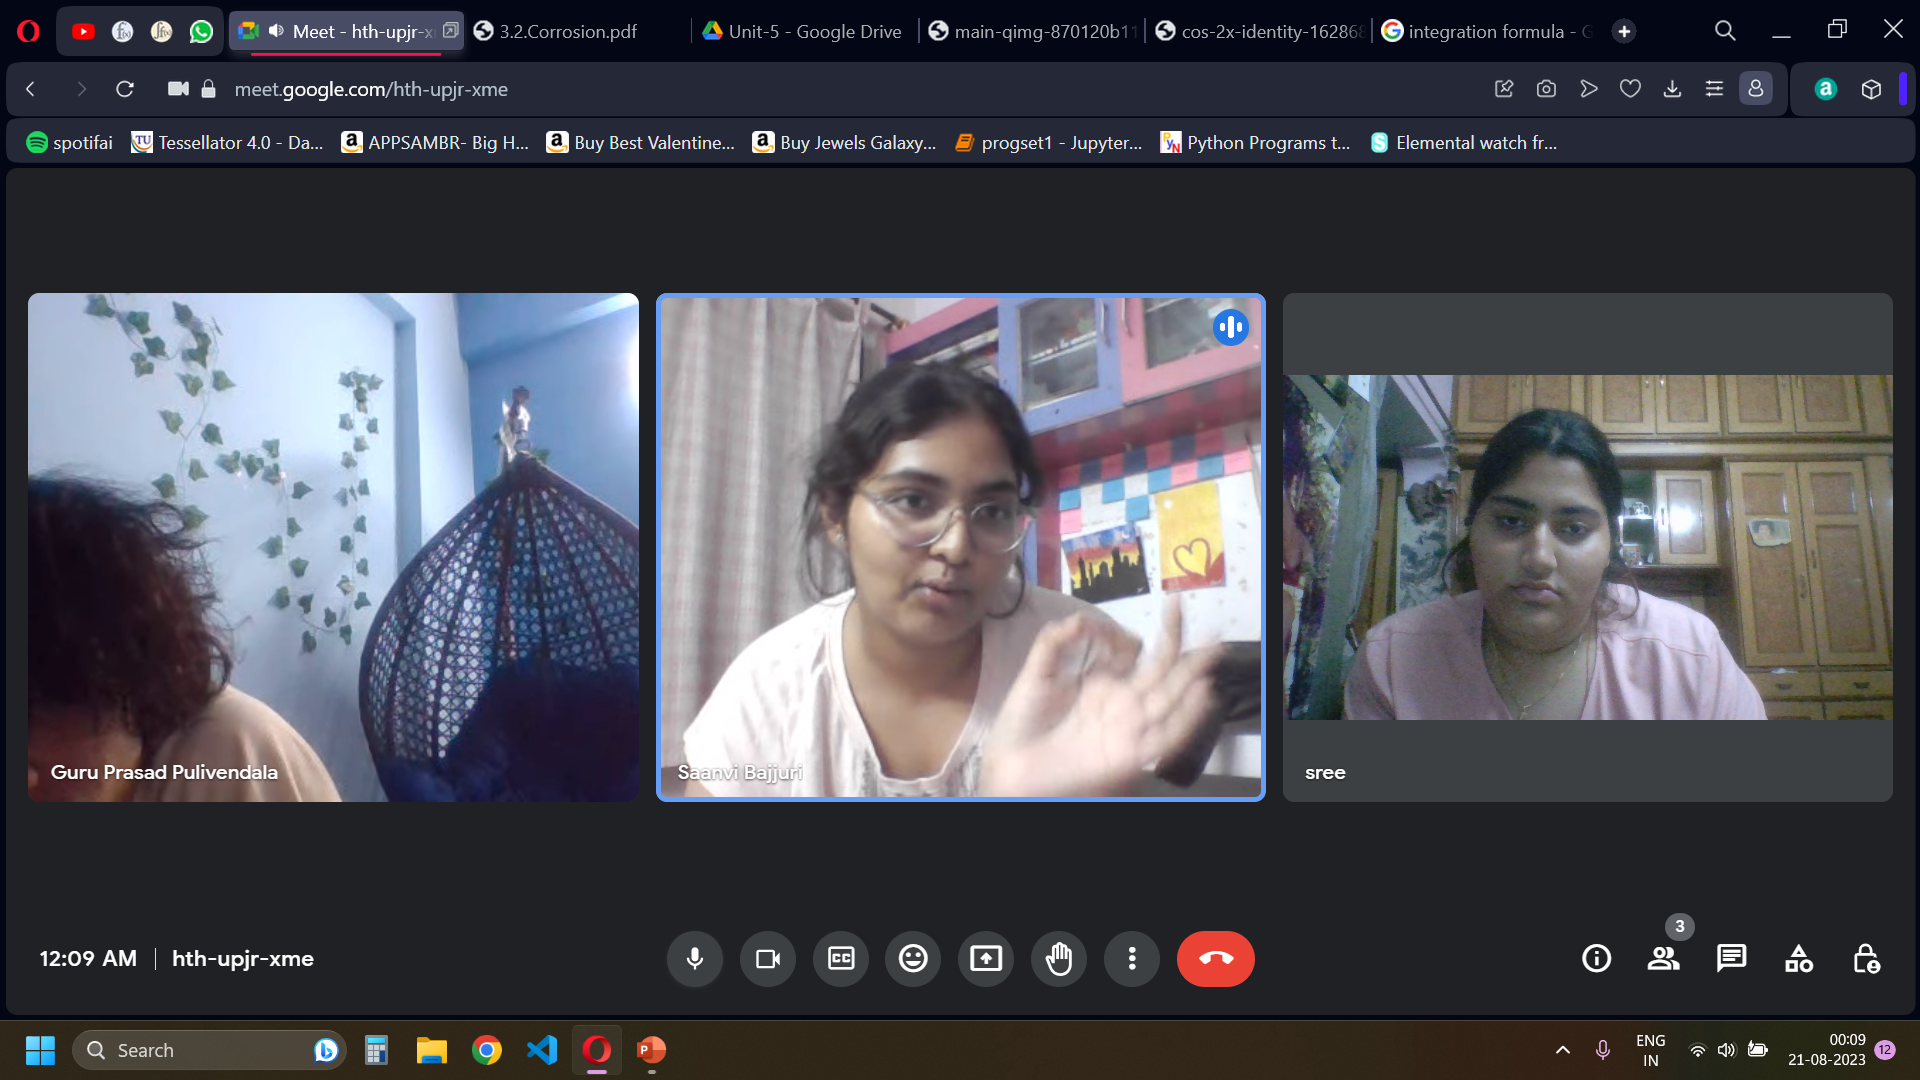 Meet - hth-upjr-x
3.2.Corrosion.pdf
Unit-5 - Google Drive
main-qimg-870120b11
cos-2x-identity-162868
integration formula - G
meet.google.com/hth-upjr-xme
spotifai
Tessellator 4.0 - Da...
APPSAMBR- Big H...
Buy Best Valentine...
Buy Jewels Galaxy...
progset1 - Jupyter...
Python Programs t...
Elemental watch fr...
Guru Prasad Pulivendala
Saanvi Bajjuri
sree
3
12:09 AM | hth-upjr-xme
CC
Search
ENG
IN
00:09
21-08-2023
12